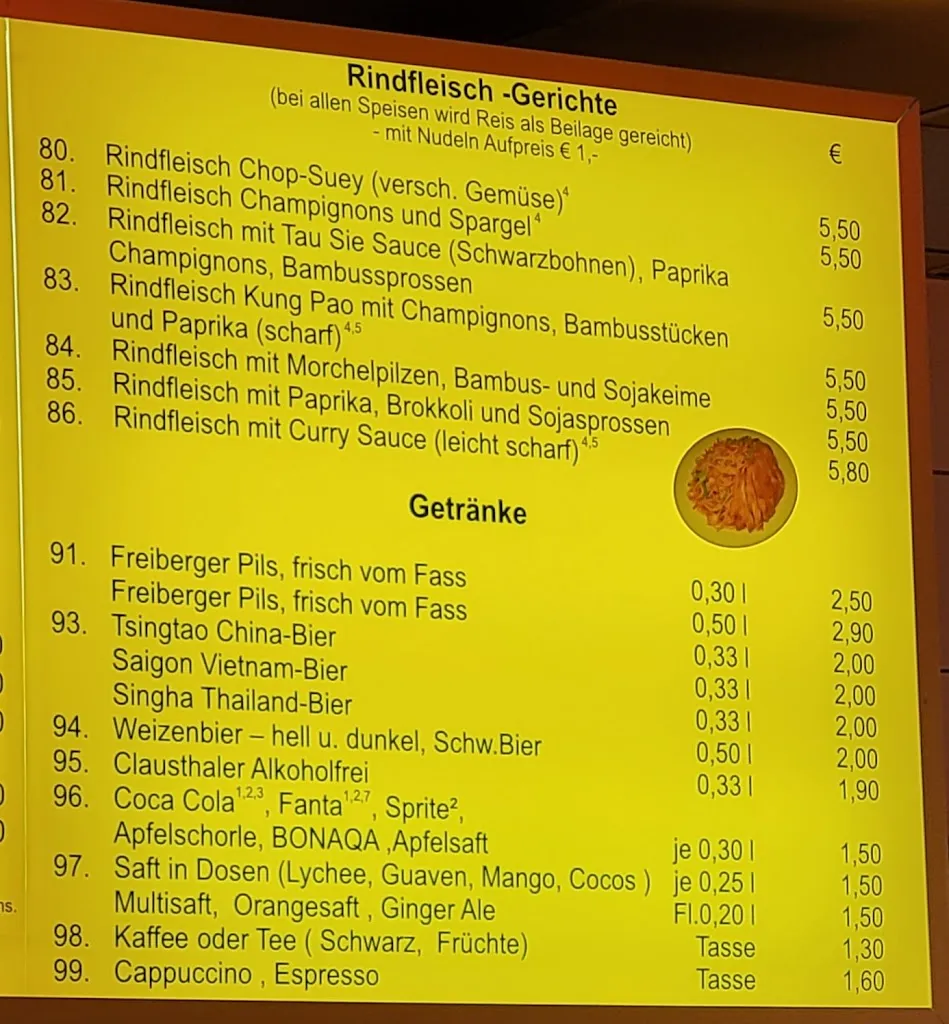 Rindfleisch -Gerichte
(bei allen Speisen wird Reis als Beilage gereicht)
- mit Nudeln Aufpreis € 1,-
€
80. Rindfleisch Chop-Suey (versch. Gemüse)⁴ 5,50
81. Rindfleisch Champignons und Spargel⁴ 5,50
82. Rindfleisch mit Tau Sie Sauce (Schwarzbohnen), Paprika
Champignons, Bambussprossen 5,50
83. Rindfleisch Kung Pao mit Champignons, Bambusstücken
und Paprika (scharf)⁴,⁵ 5,50
84. Rindfleisch mit Morchelpilzen, Bambus- und Sojakeime 5,50
85. Rindfleisch mit Paprika, Brokkoli und Sojasprossen 5,50
86. Rindfleisch mit Curry Sauce (leicht scharf)⁴,⁵ 5,80
Getränke
91. Freiberger Pils, frisch vom Fass 0,30 l 2,50
Freiberger Pils, frisch vom Fass 0,50 l 2,90
93. Tsingtao China-Bier 0,33 l 2,00
Saigon Vietnam-Bier 0,33 l 2,00
Singha Thailand-Bier 0,33 l 2,00
94. Weizenbier – hell u. dunkel, Schw.Bier 0,50 l 2,00
95. Clausthaler Alkoholfrei 0,33 l 1,90
96. Coca Cola¹,²,³, Fanta¹,²,⁷, Sprite²,
Apfelschorle, BONAQA ,Apfelsaft je 0,30 l 1,50
97. Saft in Dosen (Lychee, Guaven, Mango, Cocos ) je 0,25 l 1,50
Multisaft, Orangesaft , Ginger Ale Fl.0,20 l 1,50
98. Kaffee oder Tee ( Schwarz, Früchte) Tasse 1,30
99. Cappuccino , Espresso Tasse 1,60